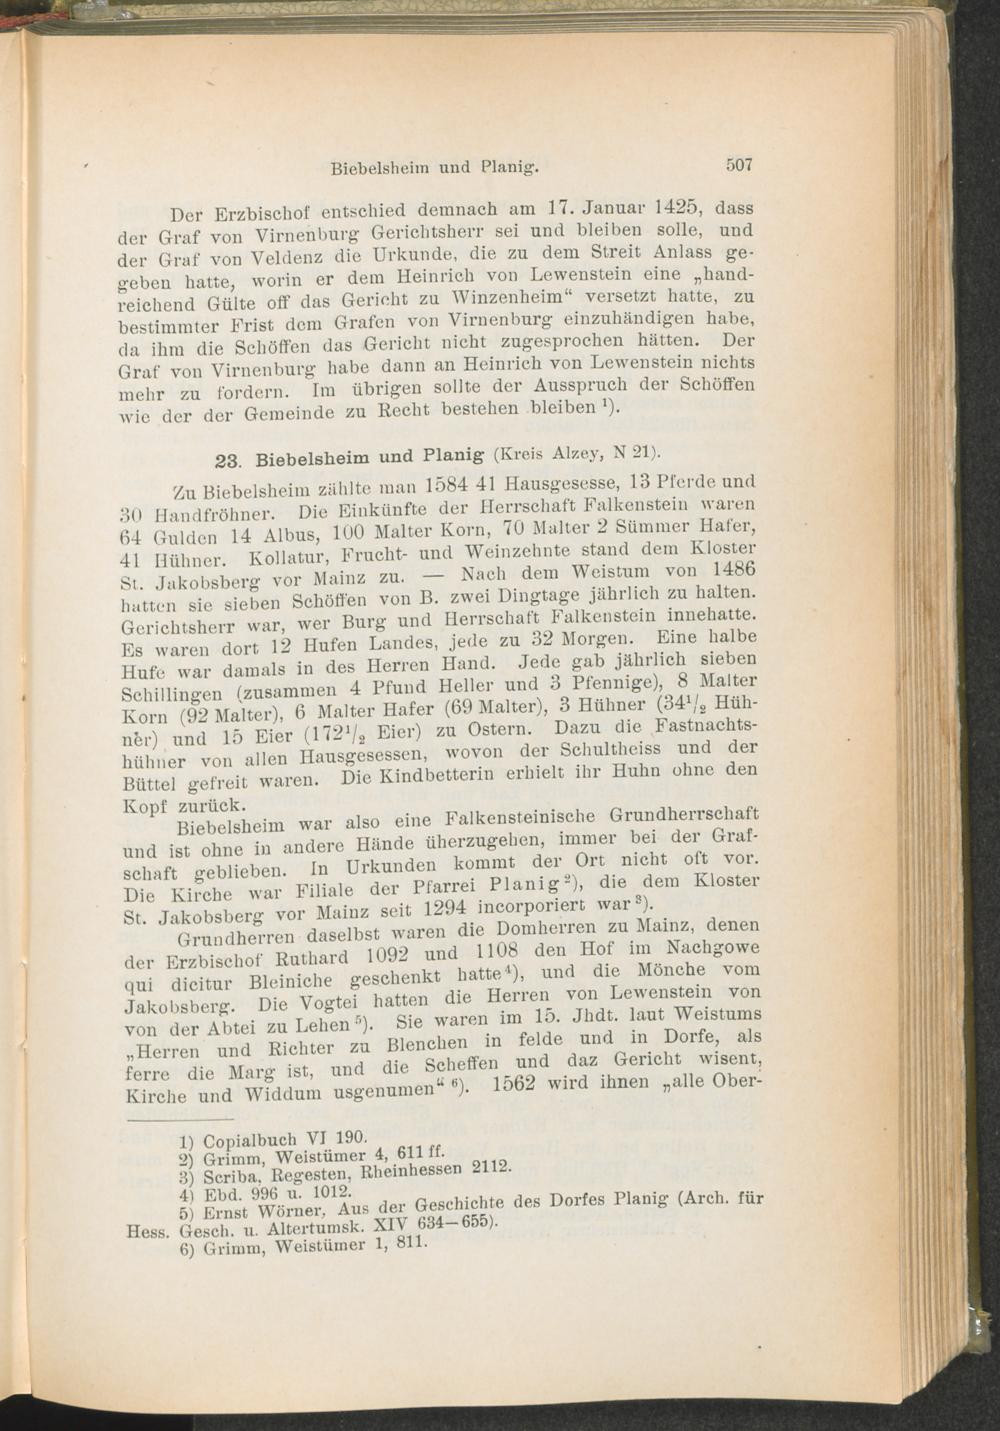 Biebelsheim und Planig. 507
Der Erzbischof entschied demnach am 17. Januar 1425, dass
der Graf von Virnenburg Gerichtsherr sei und bleiben solle, und
der Graf von Veldenz die Urkunde, die zu dem Streit Anlass ge-
geben hatte, worin er dem Heinrich von Lewenstein eine „hand-
reichend Gülte off das Gericht zu Winzenheim“ versetzt hatte, zu
bestimmter Frist dem Grafen von Virnenburg einzuhändigen habe,
da ihm die Schöffen das Gericht nicht zugesprochen hätten. Der
Graf von Virnenburg habe dann an Heinrich von Lewenstein nichts
mehr zu fordern. Im übrigen sollte der Ausspruch der Schöffen
wie der der Gemeinde zu Recht bestehen bleiben ¹).
23. Biebelsheim und Planig (Kreis Alzey, N 21).
Zu Biebelsheim zählte man 1584 41 Hausgesesse, 13 Pferde und
30 Handfröhner. Die Einkünfte der Herrschaft Falkenstein waren
64 Gulden 14 Albus, 100 Malter Korn, 70 Malter 2 Sümmer Hafer,
41 Hühner. Kollatur, Frucht- und Weinzehnte stand dem Kloster
St. Jakobsberg vor Mainz zu. — Nach dem Weistum von 1486
hatten sie sieben Schöffen von B. zwei Dingtage jährlich zu halten.
Gerichtsherr war, wer Burg und Herrschaft Falkenstein innehatte.
Es waren dort 12 Hufen Landes, jede zu 32 Morgen. Eine halbe
Hufe war damals in des Herren Hand. Jede gab jährlich sieben
Schillingen (zusammen 4 Pfund Heller und 3 Pfennige), 8 Malter
Korn (92 Malter), 6 Malter Hafer (69 Malter), 3 Hühner (34¹/₂ Hüh-
ner) und 15 Eier (172¹/₂ Eier) zu Ostern. Dazu die Fastnachts-
hühner von allen Hausgesessen, wovon der Schultheiss und der
Büttel gefreit waren. Die Kindbetterin erhielt ihr Huhn ohne den
Kopf zurück.
Biebelsheim war also eine Falkensteinische Grundherrschaft
und ist ohne in andere Hände überzugehen, immer bei der Graf-
schaft geblieben. In Urkunden kommt der Ort nicht oft vor.
Die Kirche war Filiale der Pfarrei Planig ²), die dem Kloster
St. Jakobsberg vor Mainz seit 1294 incorporiert war ³).
Grundherren daselbst waren die Domherren zu Mainz, denen
der Erzbischof Ruthard 1092 und 1108 den Hof im Nachgowe
qui dicitur Bleiniche geschenkt hatte ⁴), und die Mönche vom
Jakobsberg. Die Vogtei hatten die Herren von Lewenstein von
von der Abtei zu Lehen ⁵). Sie waren im 15. Jhdt. laut Weistums
„Herren und Richter zu Blenchen in felde und in Dorfe, als
ferre die Marg ist, und die Scheffen und daz Gericht wisent,
Kirche und Widdum usgenumen“ ⁶). 1562 wird ihnen „alle Ober-
1) Copialbuch VI 190.
2) Grimm, Weistümer 4, 611 ff.
3) Scriba, Regesten, Rheinhessen 2112.
4) Ebd. 996 u. 1012.
5) Ernst Wörner, Aus der Geschichte des Dorfes Planig (Arch. für
Hess. Gesch. u. Altertumsk. XIV 634—655).
6) Grimm, Weistümer 1, 811.